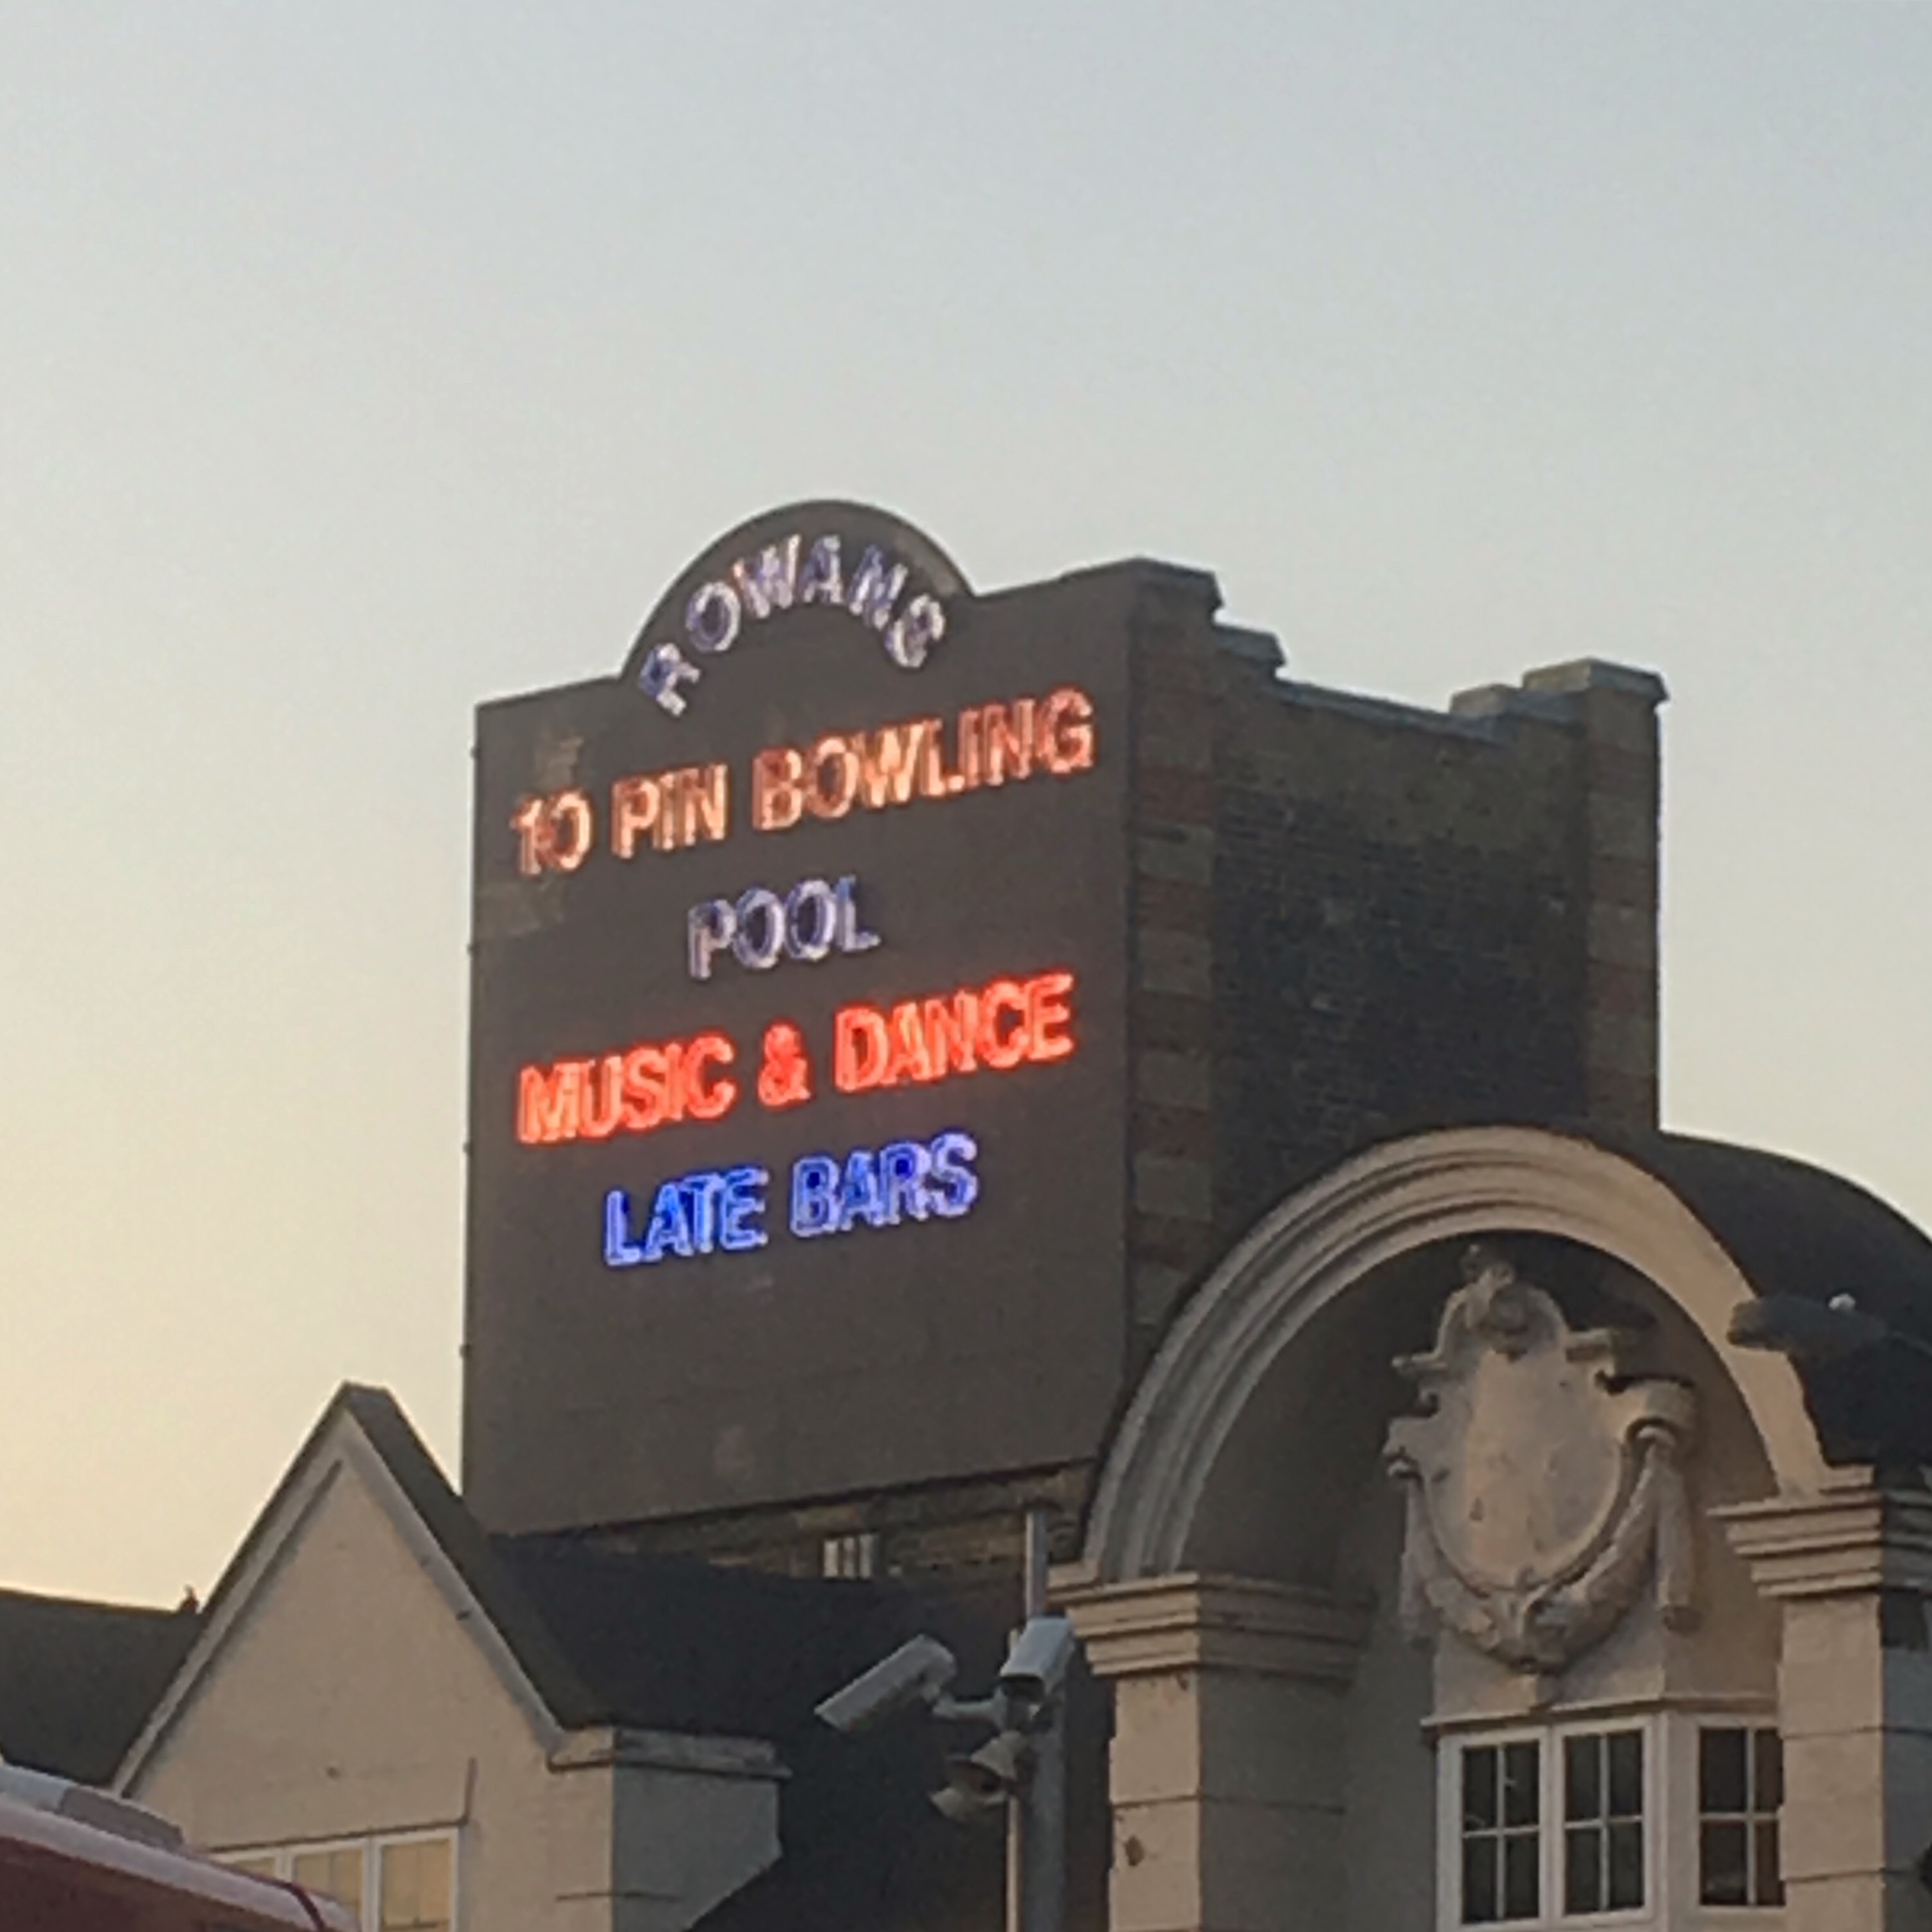 ROWANS
10 PIN BOWLING
POOL
MUSIC & DANCE
LATE BARS